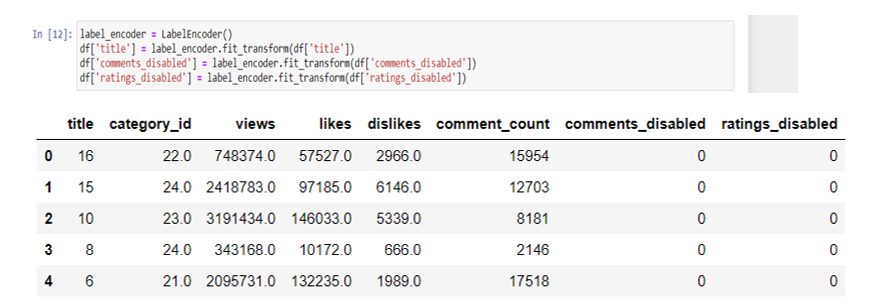 In [12]: label_encoder = LabelEncoder()
df['title'] = label_encoder.fit_transform(df['title'])
df['comments_disabled'] = label_encoder.fit_transform(df['comments_disabled'])
df['ratings_disabled'] = label_encoder.fit_transform(df['ratings_disabled'])
title category_id views likes dislikes comment_count comments_disabled ratings_disabled
0 16 22.0 748374.0 57527.0 2966.0 15954 0 0
1 15 24.0 2418783.0 97185.0 6146.0 12703 0 0
2 10 23.0 3191434.0 146033.0 5339.0 8181 0 0
3 8 24.0 343168.0 10172.0 666.0 2146 0 0
4 6 21.0 2095731.0 132235.0 1989.0 17518 0 0